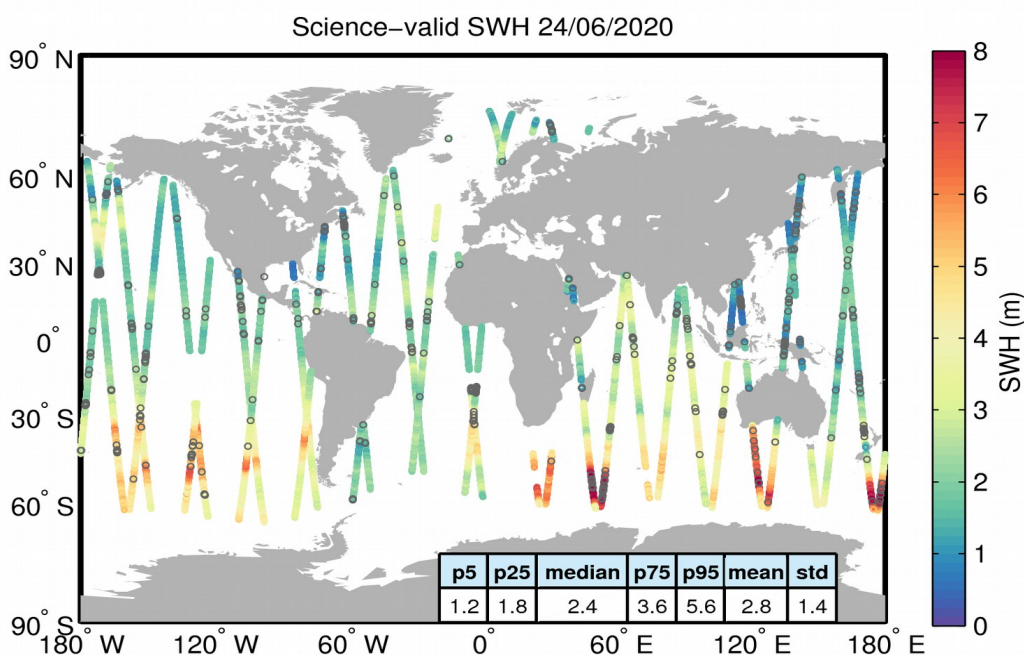 Science−valid SWH 24/06/2020
90° N
60° N
30° N
0°
30° S
60° S
90° S
180° W
120° W
60° W
0°
60° E
120° E
180° E
p5 p25 median p75 p95 mean std
1.2 1.8 2.4 3.6 5.6 2.8 1.4
8
7
6
5
4
3
2
1
0
SWH (m)